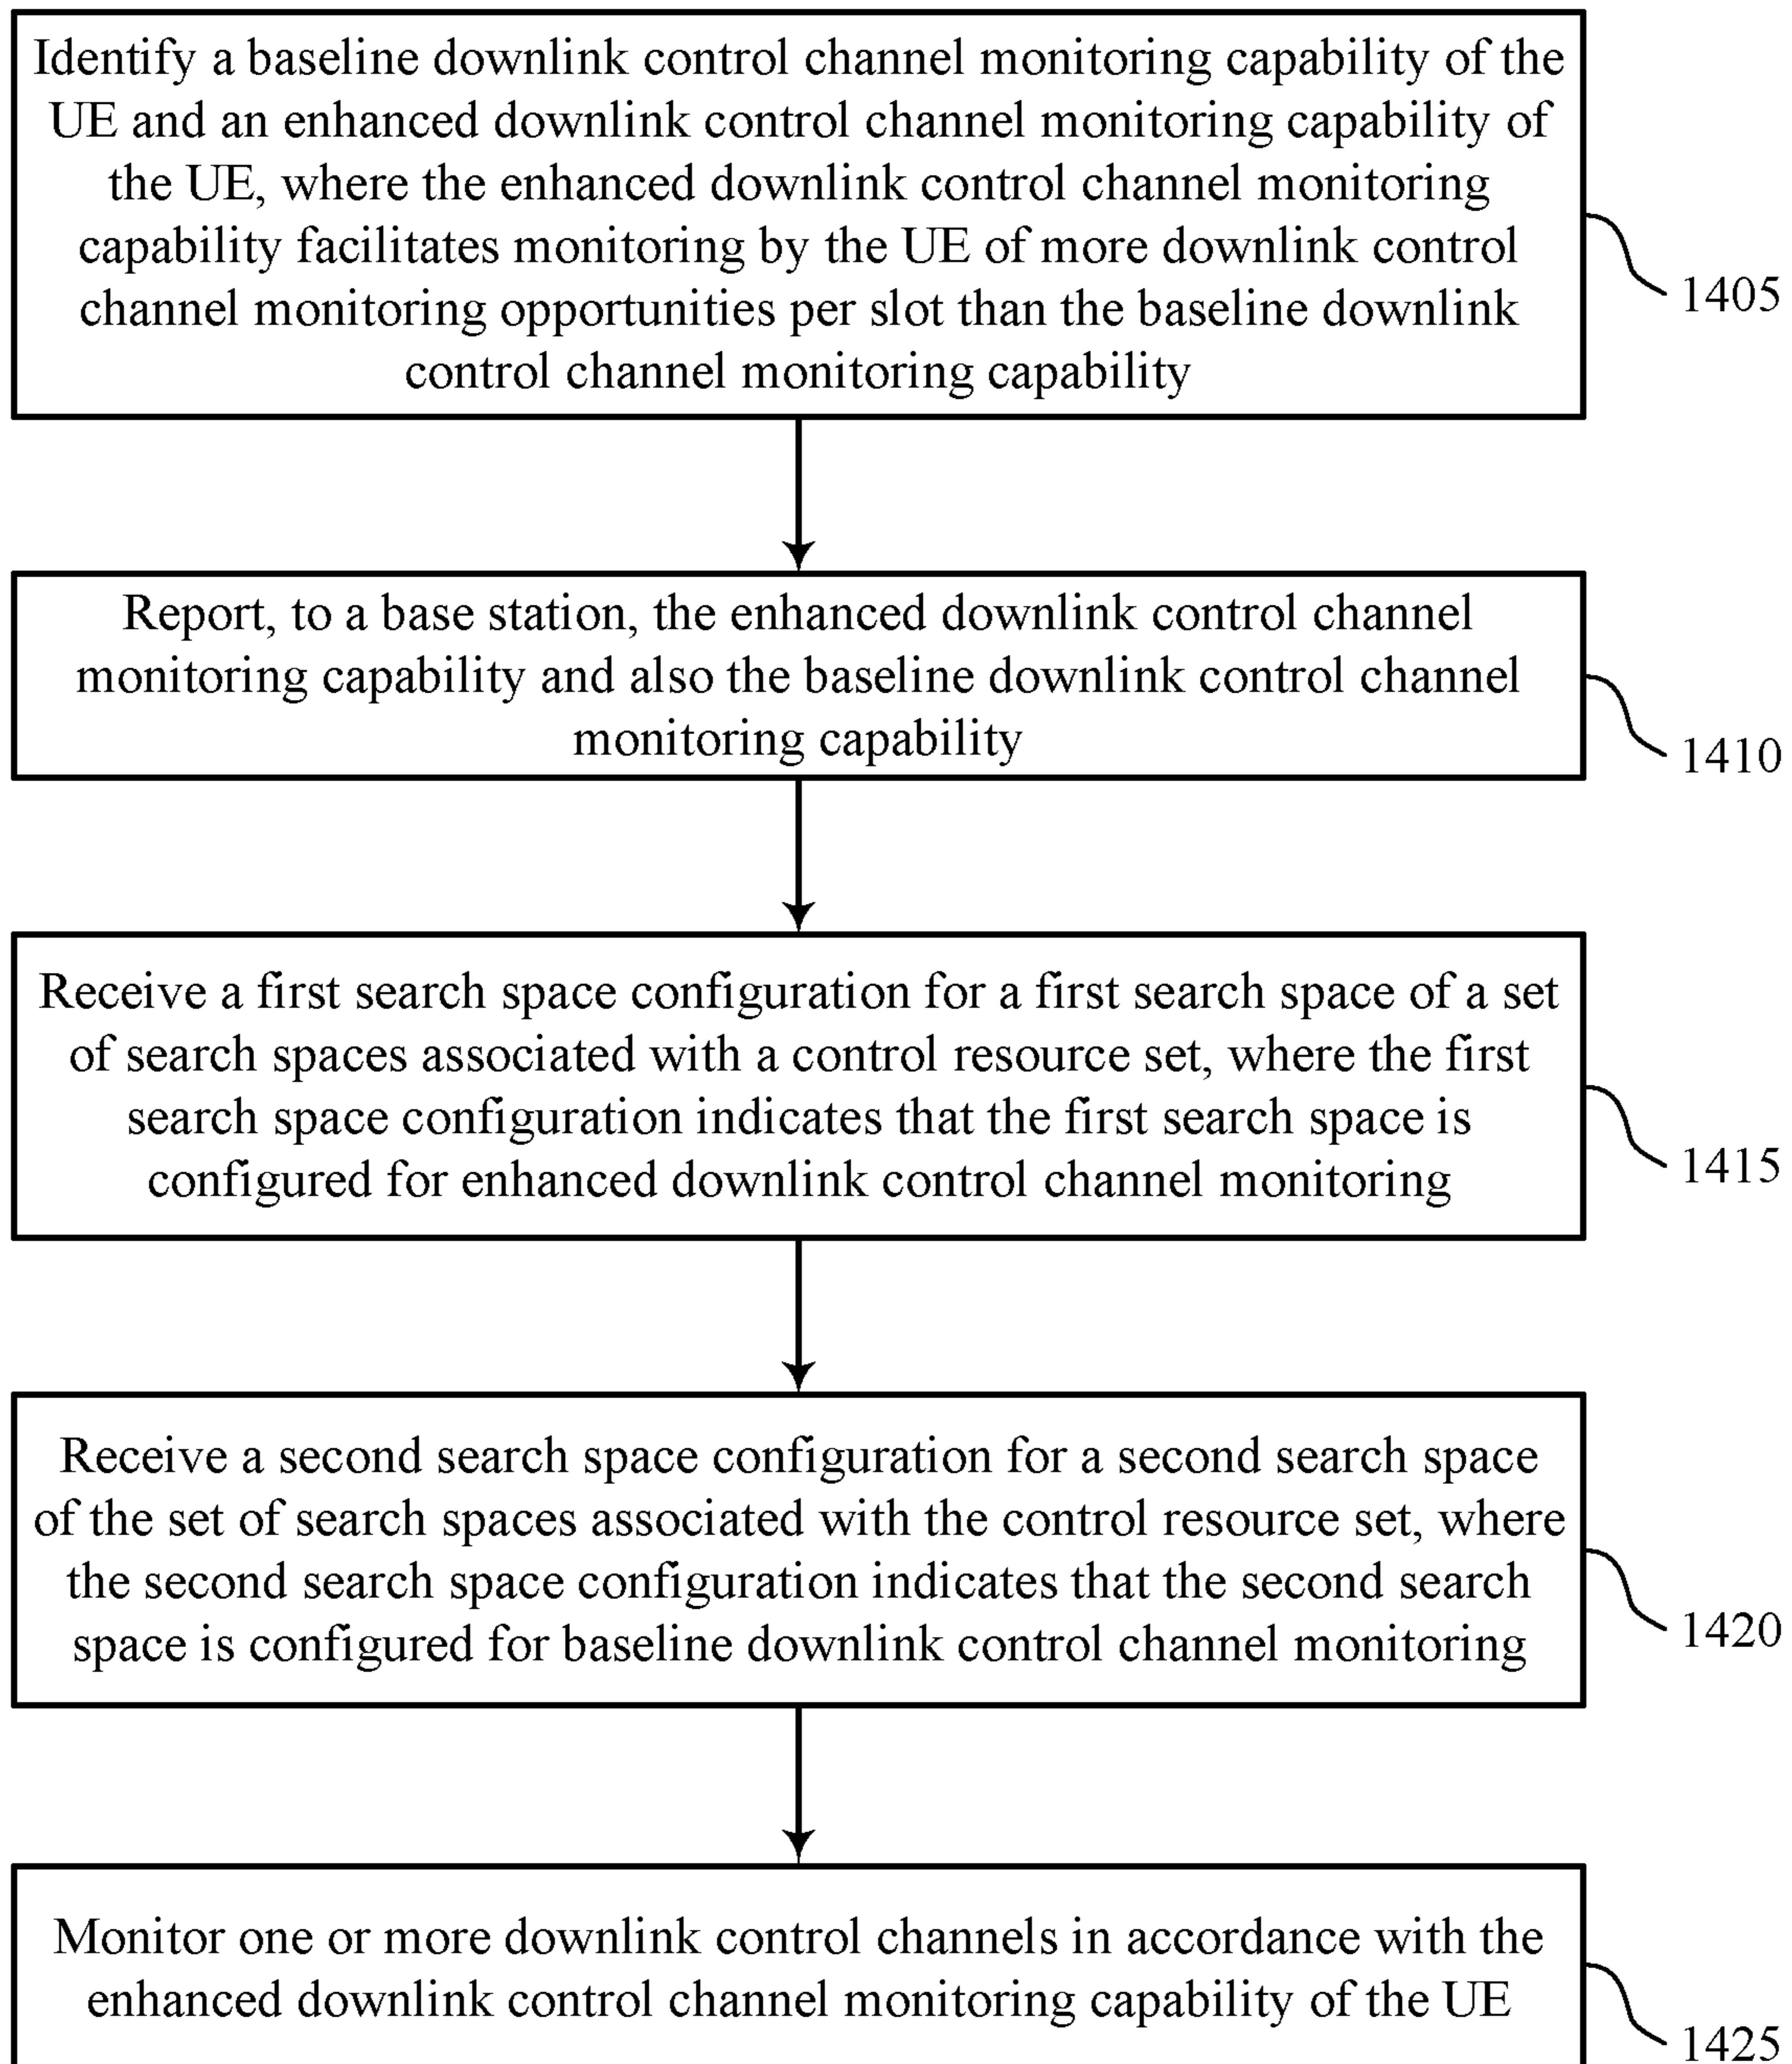 Identify a baseline downlink control channel monitoring capability of the
UE and an enhanced downlink control channel monitoring capability of
the UE, where the enhanced downlink control channel monitoring
capability facilitates monitoring by the UE of more downlink control
channel monitoring opportunities per slot than the baseline downlink
control channel monitoring capability
1405
Report, to a base station, the enhanced downlink control channel
monitoring capability and also the baseline downlink control channel
monitoring capability
1410
Receive a first search space configuration for a first search space of a set
of search spaces associated with a control resource set, where the first
search space configuration indicates that the first search space is
configured for enhanced downlink control channel monitoring
1415
Receive a second search space configuration for a second search space
of the set of search spaces associated with the control resource set, where
the second search space configuration indicates that the second search
space is configured for baseline downlink control channel monitoring
1420
Monitor one or more downlink control channels in accordance with the
enhanced downlink control channel monitoring capability of the UE
1425